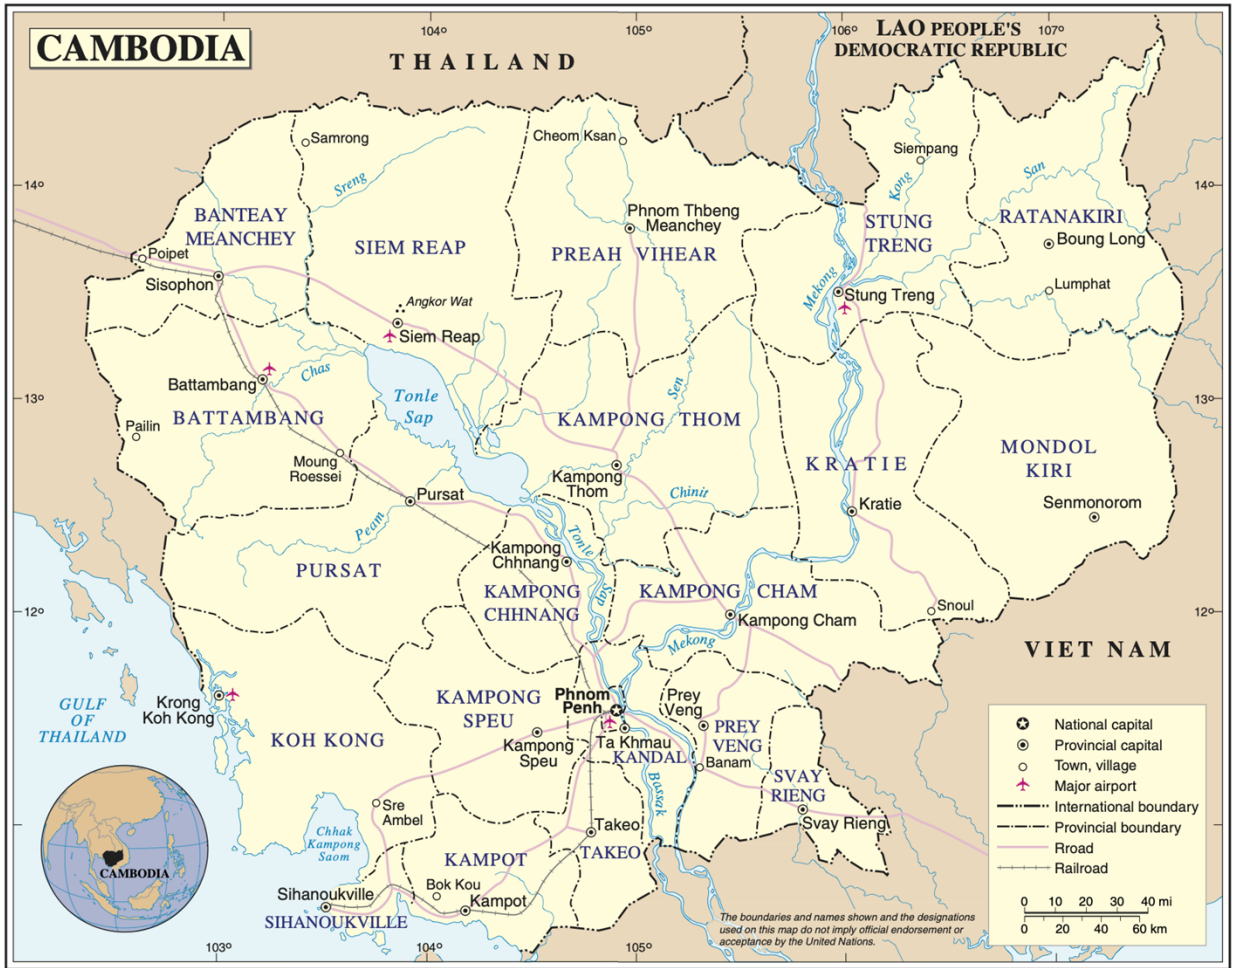 CAMBODIA
104°
105°
106°
107°
THAILAND
LAO PEOPLE'S
DEMOCRATIC REPUBLIC
Samrong
Cheom Ksan
Siempang
Sreng
Kong
San
14°
14°
BANTEAY
MEANCHEY
SIEM REAP
Phnom Thbeng
Meanchey
PREAH VIHEAR
STUNG
TRENG
RATANAKIRI
Boung Long
Poipet
Sisophon
Angkor Wat
Siem Reap
Mekong
Stung Treng
Lumphat
Chas
Battambang
BATTAMBANG
Tonle
Sap
Sen
13°
13°
Pailin
KAMPONG THOM
Moung
Roessei
Kampong
Thom
KRATIE
MONDOL
KIRI
Pursat
Chinit
Kratie
Senmonorom
Peam
Tonle
Sap
Kampong
Chhnang
PURSAT
KAMPONG
CHHNANG
KAMPONG CHAM
Kampong Cham
Snoul
12°
12°
Mekong
VIET NAM
Krong
Koh Kong
GULF
OF
THAILAND
KOH KONG
KAMPONG
SPEU
Phnom
Penh
Prey
Veng
PREY
VENG
Kampong
Speu
Ta Khmau
KANDAL
Banam
Bassak
SVAY
RIENG
Svay Rieng
Sre
Ambel
Chhak
Kampong
Saom
Takeo
TAKEO
KAMPOT
Bok Kou
Kampot
Sihanoukville
SIHANOUKVILLE
CAMBODIA
National capital
Provincial capital
Town, village
Major airport
International boundary
Provincial boundary
Rroad
Railroad
0 10 20 30 40 mi
0 20 40 60 km
The boundaries and names shown and the designations
used on this map do not imply official endorsement or
acceptance by the United Nations.
103°
104°
105°